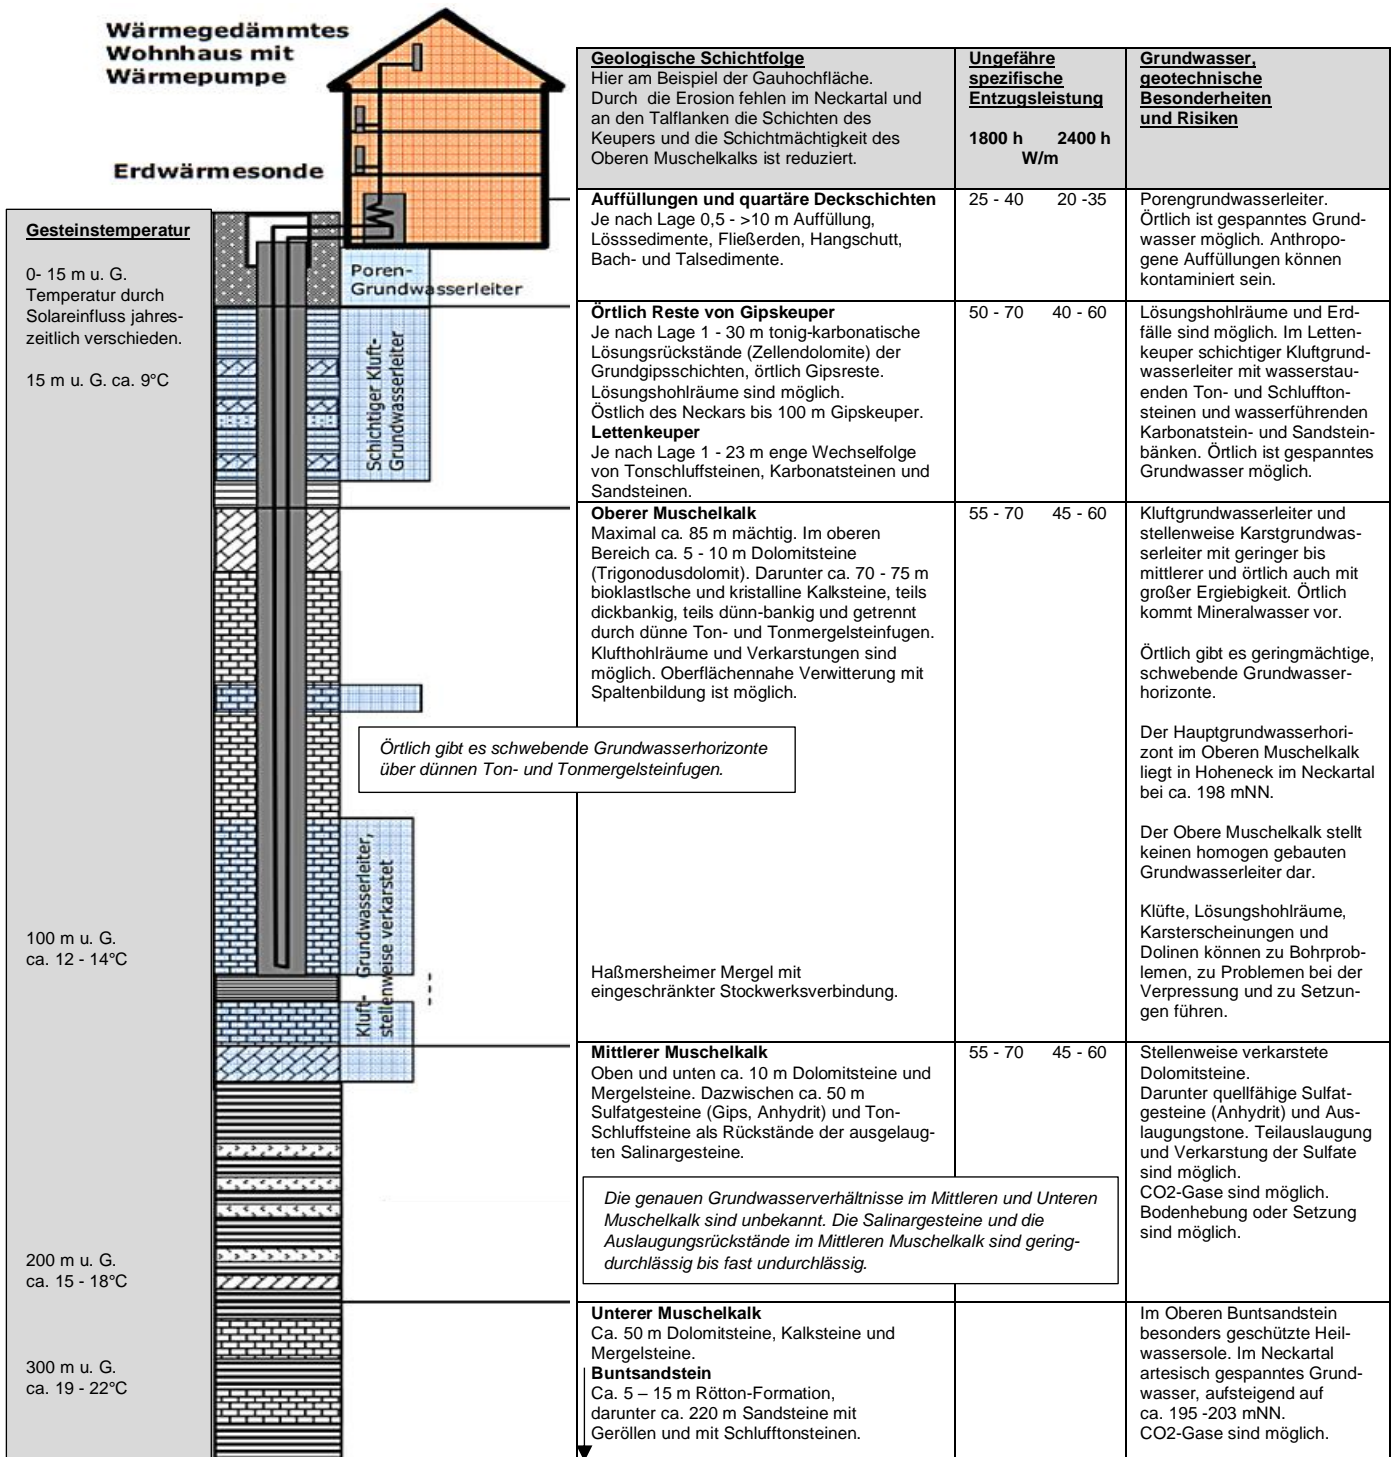 Wärmegedämmtes
Wohnhaus mit
Wärmepumpe
Erdwärmesonde
Gesteinstemperatur
0- 15 m u. G.
Temperatur durch
Solareinfluss jahres-
zeitlich verschieden.
15 m u. G. ca. 9°C
100 m u. G.
ca. 12 - 14°C
200 m u. G.
ca. 15 - 18°C
300 m u. G.
ca. 19 - 22°C
Poren-
Grundwasserleiter
Schichtiger Kluft-
Grundwasserleiter
Kluft- Grundwasserleiter,
stellenweise verkarstet
Örtlich gibt es schwebende Grundwasserhorizonte
über dünnen Ton- und Tonmergelsteinfugen.
Geologische Schichtfolge
Hier am Beispiel der Gauhochfläche.
Durch die Erosion fehlen im Neckartal und
an den Talflanken die Schichten des
Keupers und die Schichtmächtigkeit des
Oberen Muschelkalks ist reduziert.
Ungefähre
spezifische
Entzugsleistung
1800 h 2400 h
W/m
Grundwasser,
geotechnische
Besonderheiten
und Risiken
Auffüllungen und quartäre Deckschichten
Je nach Lage 0,5 - >10 m Auffüllung,
Lösssedimente, Fließerden, Hangschutt,
Bach- und Talsedimente.
25 - 40 20 -35
Porengrundwasserleiter.
Örtlich ist gespanntes Grund-
wasser möglich. Anthropo-
gene Auffüllungen können
kontaminiert sein.
Örtlich Reste von Gipskeuper
Je nach Lage 1 - 30 m tonig-karbonatische
Lösungsrückstände (Zellendolomite) der
Grundgipsschichten, örtlich Gipsreste.
Lösungshohlräume sind möglich.
Östlich des Neckars bis 100 m Gipskeuper.
Lettenkeuper
Je nach Lage 1 - 23 m enge Wechselfolge
von Tonschluffsteinen, Karbonatsteinen und
Sandsteinen.
50 - 70 40 - 60
Lösungshohlräume und Erd-
fälle sind möglich. Im Letten-
keuper schichtiger Kluftgrund-
wasserleiter mit wasserstau-
enden Ton- und Schluffton-
steinen und wasserführenden
Karbonatstein- und Sandstein-
bänken. Örtlich ist gespanntes
Grundwasser möglich.
Oberer Muschelkalk
Maximal ca. 85 m mächtig. Im oberen
Bereich ca. 5 - 10 m Dolomitsteine
(Trigonodusdolomit). Darunter ca. 70 - 75 m
bioklastlsche und kristalline Kalksteine, teils
dickbankig, teils dünn-bankig und getrennt
durch dünne Ton- und Tonmergelsteinfugen.
Klufthohlräume und Verkarstungen sind
möglich. Oberflächennahe Verwitterung mit
Spaltenbildung ist möglich.
Haßmersheimer Mergel mit
eingeschränkter Stockwerksverbindung.
55 - 70 45 - 60
Kluftgrundwasserleiter und
stellenweise Karstgrundwas-
serleiter mit geringer bis
mittlerer und örtlich auch mit
großer Ergiebigkeit. Örtlich
kommt Mineralwasser vor.
Örtlich gibt es geringmächtige,
schwebende Grundwasser-
horizonte.
Der Hauptgrundwasserhori-
zont im Oberen Muschelkalk
liegt in Hoheneck im Neckartal
bei ca. 198 mNN.
Der Obere Muschelkalk stellt
keinen homogen gebauten
Grundwasserleiter dar.
Klüfte, Lösungshohlräume,
Karsterscheinungen und
Dolinen können zu Bohrprob-
lemen, zu Problemen bei der
Verpressung und zu Setzun-
gen führen.
Mittlerer Muschelkalk
Oben und unten ca. 10 m Dolomitsteine und
Mergelsteine. Dazwischen ca. 50 m
Sulfatgesteine (Gips, Anhydrit) und Ton-
Schluffsteine als Rückstände der ausgelaug-
ten Salinargesteine.
55 - 70 45 - 60
Stellenweise verkarstete
Dolomitsteine.
Darunter quellfähige Sulfat-
gesteine (Anhydrit) und Aus-
laugungstone. Teilauslaugung
und Verkarstung der Sulfate
sind möglich.
CO2-Gase sind möglich.
Bodenhebung oder Setzung
sind möglich.
Die genauen Grundwasserverhältnisse im Mittleren und Unteren
Muschelkalk sind unbekannt. Die Salinargesteine und die
Auslaugungsrückstände im Mittleren Muschelkalk sind gering-
durchlässig bis fast undurchlässig.
Unterer Muschelkalk
Ca. 50 m Dolomitsteine, Kalksteine und
Mergelsteine.
Buntsandstein
Ca. 5 – 15 m Rötton-Formation,
darunter ca. 220 m Sandsteine mit
Geröllen und mit Schlufftonsteinen.
Im Oberen Buntsandstein
besonders geschützte Heil-
wassersole. Im Neckartal
artesisch gespanntes Grund-
wasser, aufsteigend auf
ca. 195 -203 mNN.
CO2-Gase sind möglich.